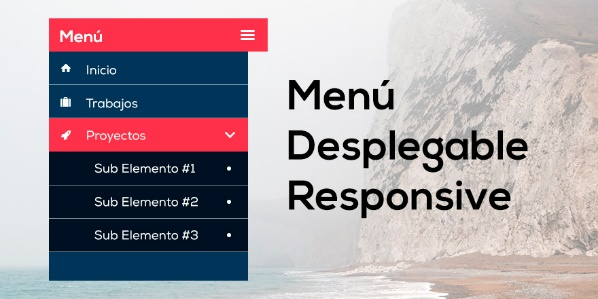 Menú
Inicio
Trabajos
Proyectos
Sub Elemento #1
Sub Elemento #2
Sub Elemento #3
Menú
Desplegable
Responsive